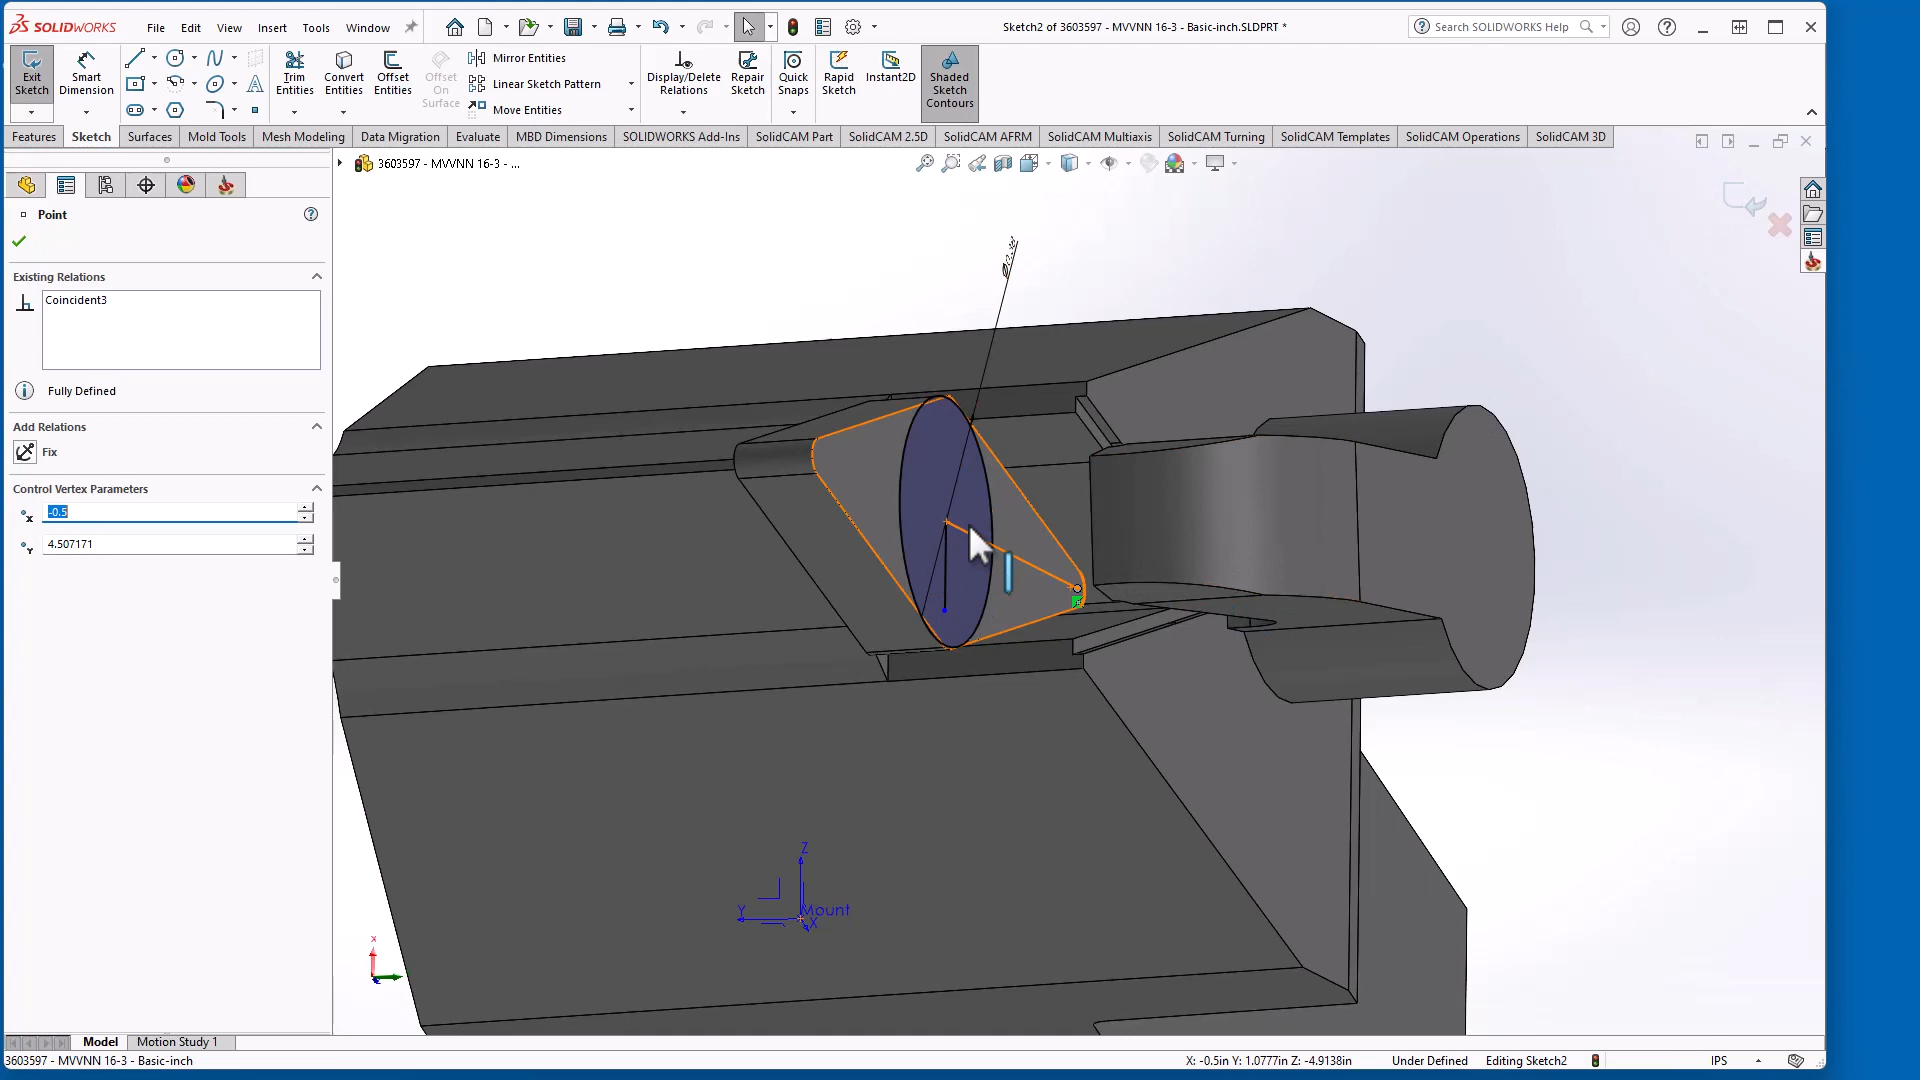 SOLIDWORKS File Edit View Insert Tools Window
Sketch2 of 3603597 - MVVNN 16-3 - Basic-inch.SLDPRT *
Search SOLIDWORKS Help
Exit Sketch
Smart Dimension
Trim Entities
Convert Entities
Offset Entities
Offset On Surface
Mirror Entities
Linear Sketch Pattern
Move Entities
Display/Delete Relations
Repair Sketch
Quick Snaps
Rapid Sketch
Instant2D
Shaded Sketch Contours
Features Sketch Surfaces Mold Tools Mesh Modeling Data Migration Evaluate MBD Dimensions SOLIDWORKS Add-Ins SolidCAM Part SolidCAM 2.5D SolidCAM AFRM SolidCAM Multiaxis SolidCAM Turning SolidCAM Templates SolidCAM Operations SolidCAM 3D
3603597 - MVVNN 16-3 - ...
Point
Existing Relations
Coincident3
Fully Defined
Add Relations
Fix
Control Vertex Parameters
X -0.5
Y 4.507171
Z
Y
Mount
X
x
Model Motion Study 1
3603597 - MVVNN 16-3 - Basic-inch
X: -0.5in Y: 1.0777in Z: -4.9138in
Under Defined
Editing Sketch2
IPS